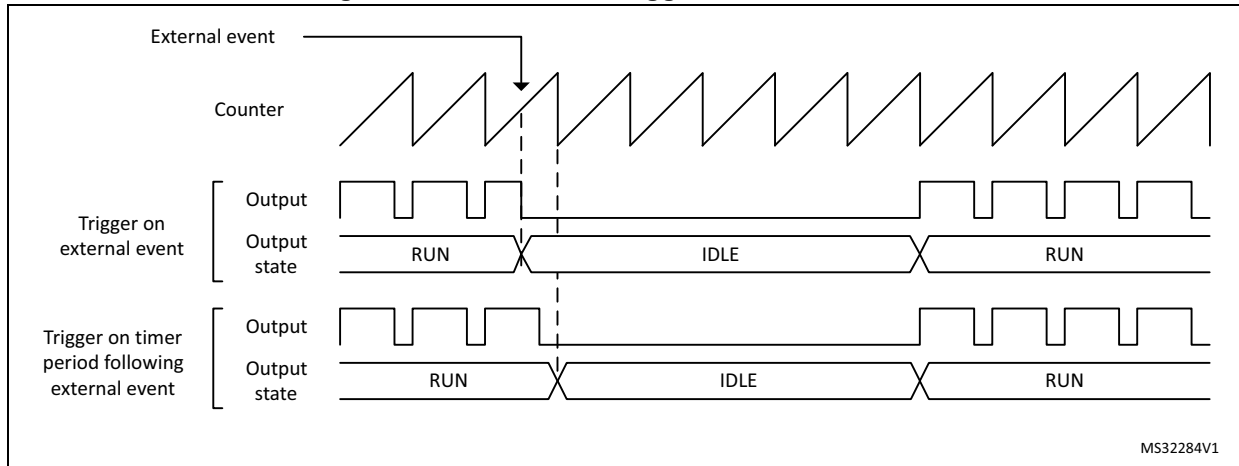 External event
Counter
Trigger on
external event
Output
Output
state
RUN
IDLE
RUN
Trigger on timer
period following
external event
Output
Output
state
RUN
IDLE
RUN
MS32284V1